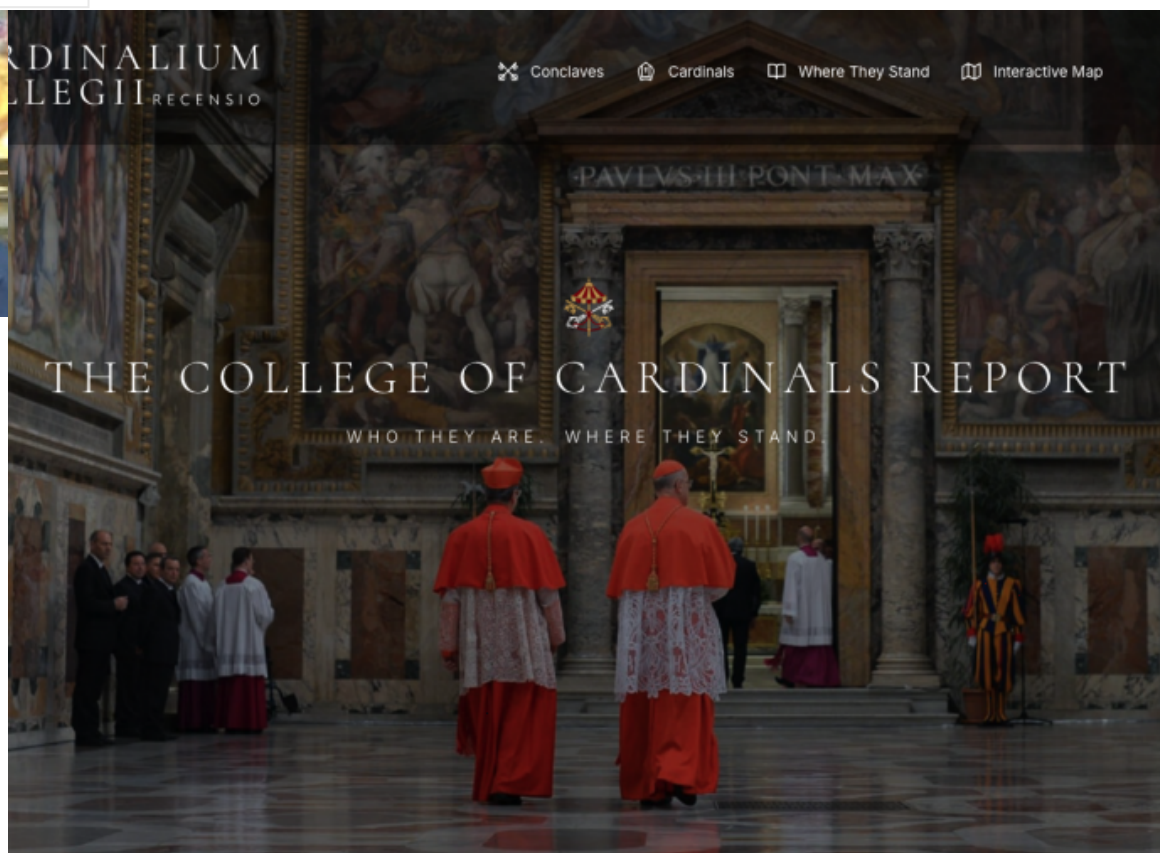 RDINALIUM
LLEGII RECENSIO
Conclaves Cardinals Where They Stand Interactive Map
·PAVLVS·III PONT·MAX·
THE COLLEGE OF CARDINALS REPORT
WHO THEY ARE. WHERE THEY STAND.